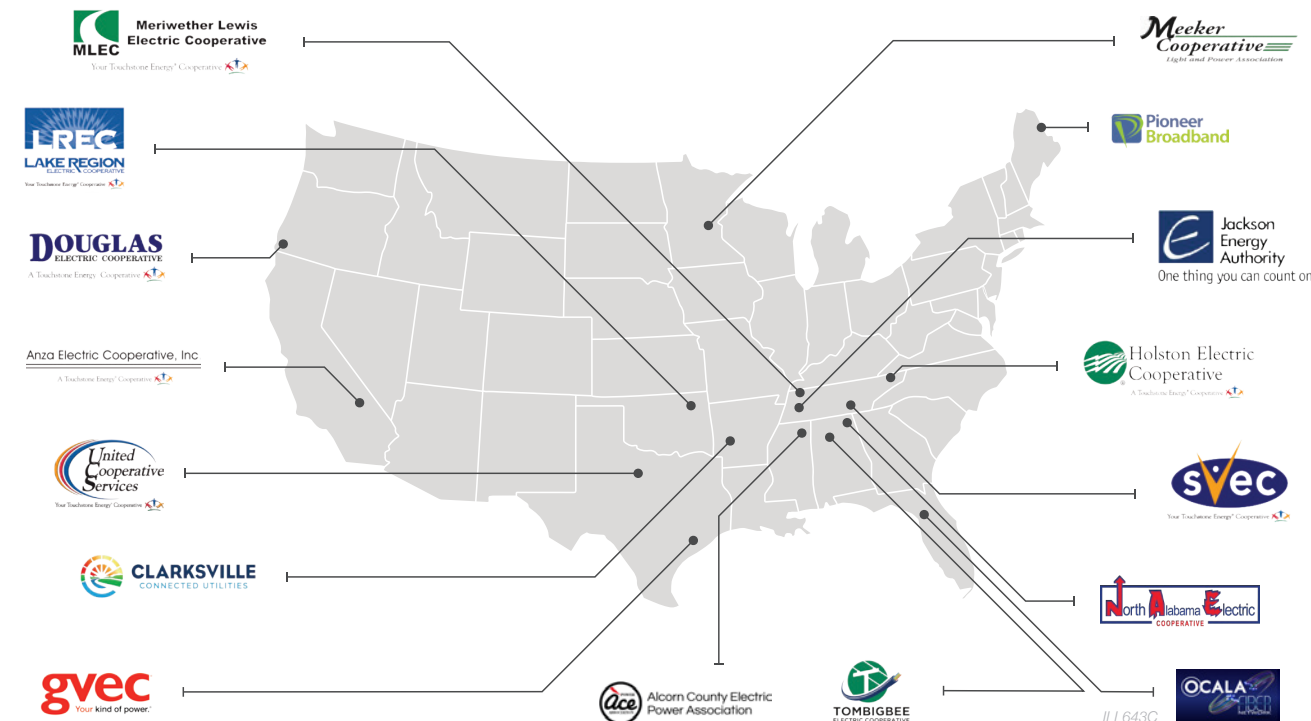 MLEC
Meriwether Lewis
Electric Cooperative
Your Touchstone Energy® Cooperative
LREC
LAKE REGION
ELECTRIC COOPERATIVE
Your Touchstone Energy® Cooperative
DOUGLAS
ELECTRIC COOPERATIVE
A Touchstone Energy® Cooperative
Anza Electric Cooperative, Inc
A Touchstone Energy® Cooperative
United
Cooperative
Services
Your Touchstone Energy® Cooperative
CLARKSVILLE
CONNECTED UTILITIES
gvec
Your kind of power.
ace
Alcorn County Electric
Power Association
TOMBIGBEE
ELECTRIC COOPERATIVE
Meeker
Cooperative
Light and Power Association
Pioneer
Broadband
Jackson
Energy
Authority
One thing you can count on
Holston Electric
Cooperative
A Touchstone Energy® Cooperative
svec
Your Touchstone Energy® Cooperative
North Alabama Electric
COOPERATIVE
OCALA
FIBER
NETWORK
ILL643C